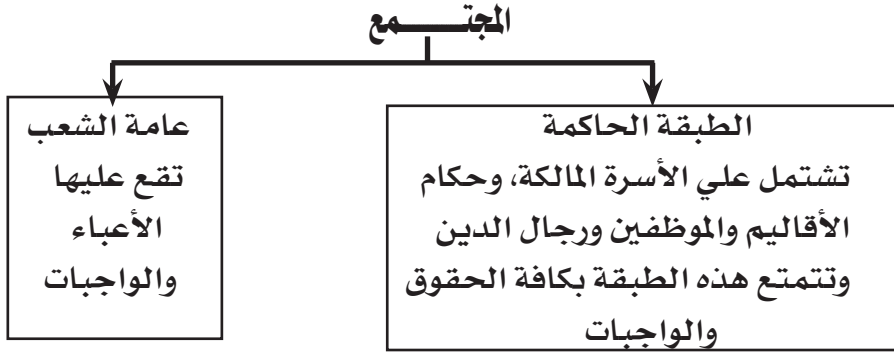 المجتمع
الطبقة الحاكمة
تشتمل علي الأسرة المالكة، وحكام
الأقاليم والموظفين ورجال الدين
وتتمتع هذه الطبقة بكافة الحقوق
والواجبات
عامة الشعب
تقع عليها
الأعباء
والواجبات